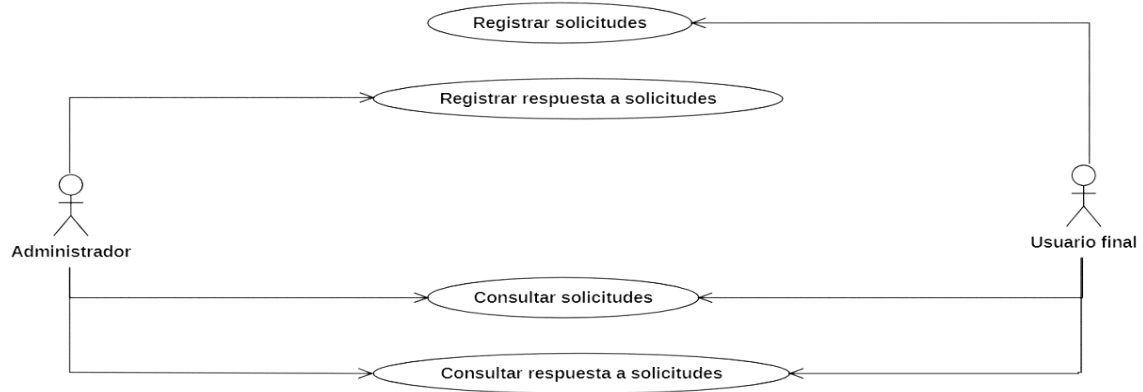 Registrar solicitudes
Registrar respuesta a solicitudes
Administrador
Usuario final
Consultar solicitudes
Consultar respuesta a solicitudes